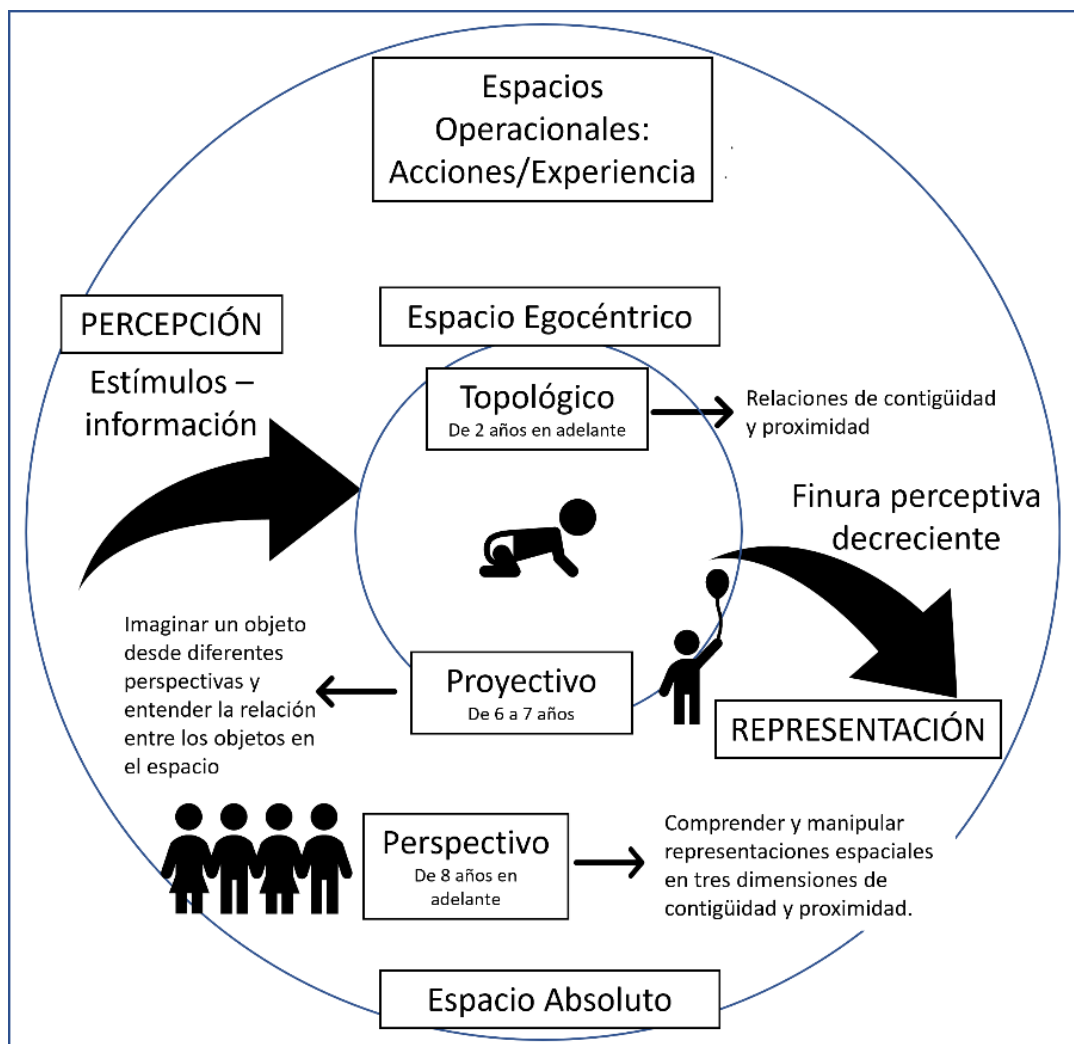 Espacios
Operacionales:
Acciones/Experiencia
PERCEPCIÓN
Estímulos –
información
Espacio Egocéntrico
Topológico
De 2 años en adelante
Relaciones de contigüidad
y proximidad
Finura perceptiva
decreciente
Imaginar un objeto
desde diferentes
perspectivas y
entender la relación
entre los objetos en
el espacio
Proyectivo
De 6 a 7 años
REPRESENTACIÓN
Perspectivo
De 8 años en
adelante
Comprender y manipular
representaciones espaciales
en tres dimensiones de
contigüidad y proximidad.
Espacio Absoluto